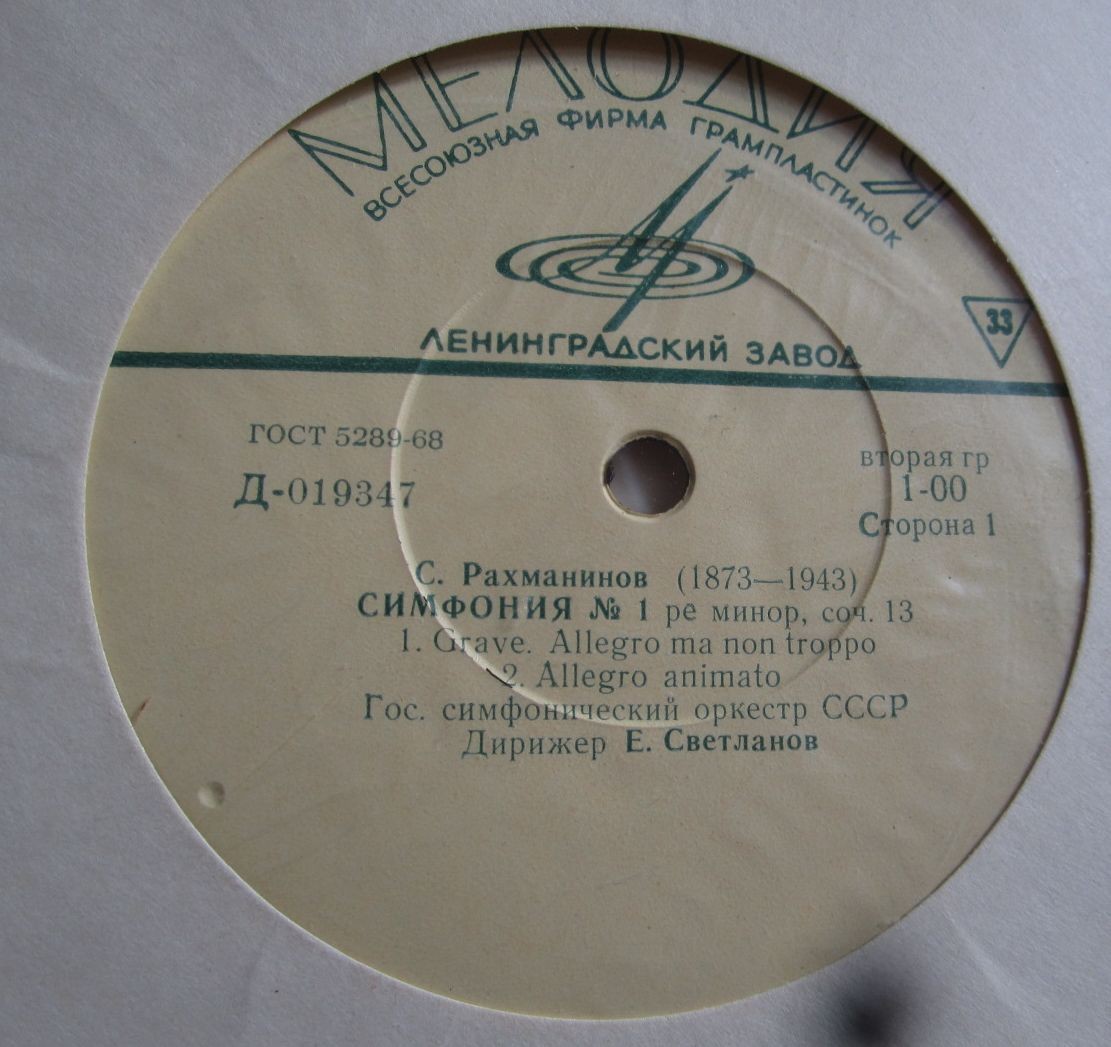 МЕЛОДИЯ
ВСЕСОЮЗНАЯ ФИРМА ГРАМПЛАСТИНОК
33
ЛЕНИНГРАДСКИЙ ЗАВОД
ГОСТ 5289-68
вторая гр
Д-019347
1-00
Сторона 1
С. Рахманинов (1873—1943)
СИМФОНИЯ № 1 ре минор, соч. 13
1. Grave. Allegro ma non troppo
2. Allegro animato
Гос. симфонический оркестр СССР
Дирижер Е. Светланов